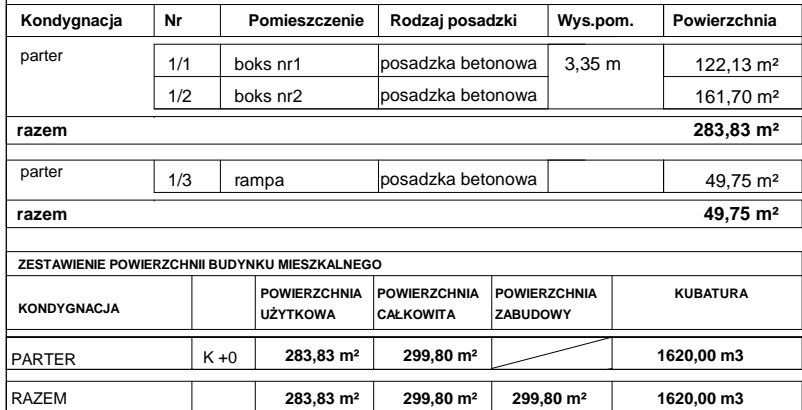 Kondygnacja Nr Pomieszczenie Rodzaj posadzki Wys.pom. Powierzchnia
parter
1/1 boks nr1 posadzka betonowa 3,35 m 122,13 m²
1/2 boks nr2 posadzka betonowa 161,70 m²
razem 283,83 m²
parter
1/3 rampa posadzka betonowa 49,75 m²
razem 49,75 m²
ZESTAWIENIE POWIERZCHNII BUDYNKU MIESZKALNEGO
KONDYGNACJA POWIERZCHNIA UŻYTKOWA POWIERZCHNIA CAŁKOWITA POWIERZCHNIA ZABUDOWY KUBATURA
PARTER K +0 283,83 m² 299,80 m² 1620,00 m3
RAZEM 283,83 m² 299,80 m² 299,80 m² 1620,00 m3